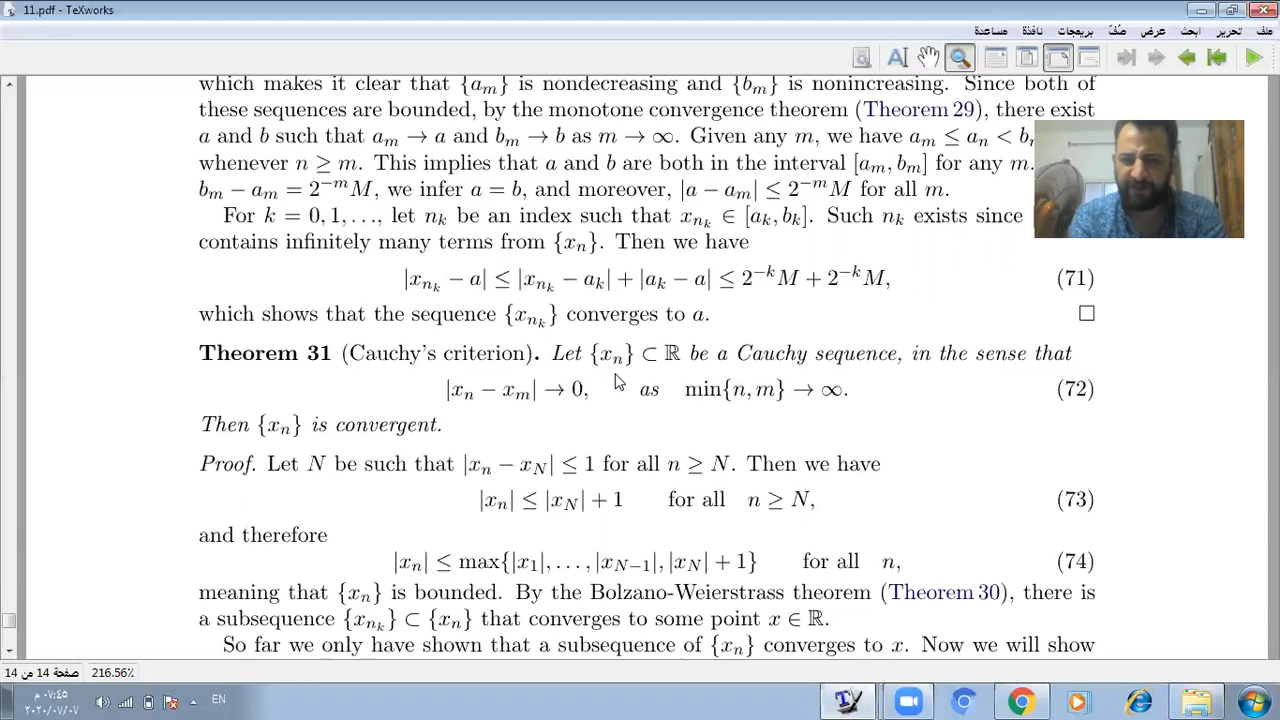 11.pdf - TeXworks
ملف تحرير ابحث عرض صُفّ بريمجات نافذة مساعدة
which makes it clear that {a_m} is nondecreasing and {b_m} is nonincreasing. Since both of
these sequences are bounded, by the monotone convergence theorem (Theorem 29), there exist
a and b such that a_m → a and b_m → b as m → ∞. Given any m, we have a_m ≤ a_n < b
whenever n ≥ m. This implies that a and b are both in the interval [a_m, b_m] for any m.
b_m − a_m = 2^{−m}M, we infer a = b, and moreover, |a − a_m| ≤ 2^{−m}M for all m.
For k = 0, 1, . . ., let n_k be an index such that x_{n_k} ∈ [a_k, b_k]. Such n_k exists since
contains infinitely many terms from {x_n}. Then we have
|x_{n_k} − a| ≤ |x_{n_k} − a_k| + |a_k − a| ≤ 2^{−k}M + 2^{−k}M, (71)
which shows that the sequence {x_{n_k}} converges to a. □
Theorem 31 (Cauchy's criterion). Let {x_n} ⊂ ℝ be a Cauchy sequence, in the sense that
|x_n − x_m| → 0, as min{n, m} → ∞. (72)
Then {x_n} is convergent.
Proof. Let N be such that |x_n − x_N| ≤ 1 for all n ≥ N. Then we have
|x_n| ≤ |x_N| + 1 for all n ≥ N, (73)
and therefore
|x_n| ≤ max{|x_1|, . . . , |x_{N−1}|, |x_N| + 1} for all n, (74)
meaning that {x_n} is bounded. By the Bolzano-Weierstrass theorem (Theorem 30), there is
a subsequence {x_{n_k}} ⊂ {x_n} that converges to some point x ∈ ℝ.
So far we only have shown that a subsequence of {x_n} converges to x. Now we will show
صفحة 14 من 14 216.56%
٠٧:٤٥ م
٢٠٢٠/٠٧/٠٧
EN